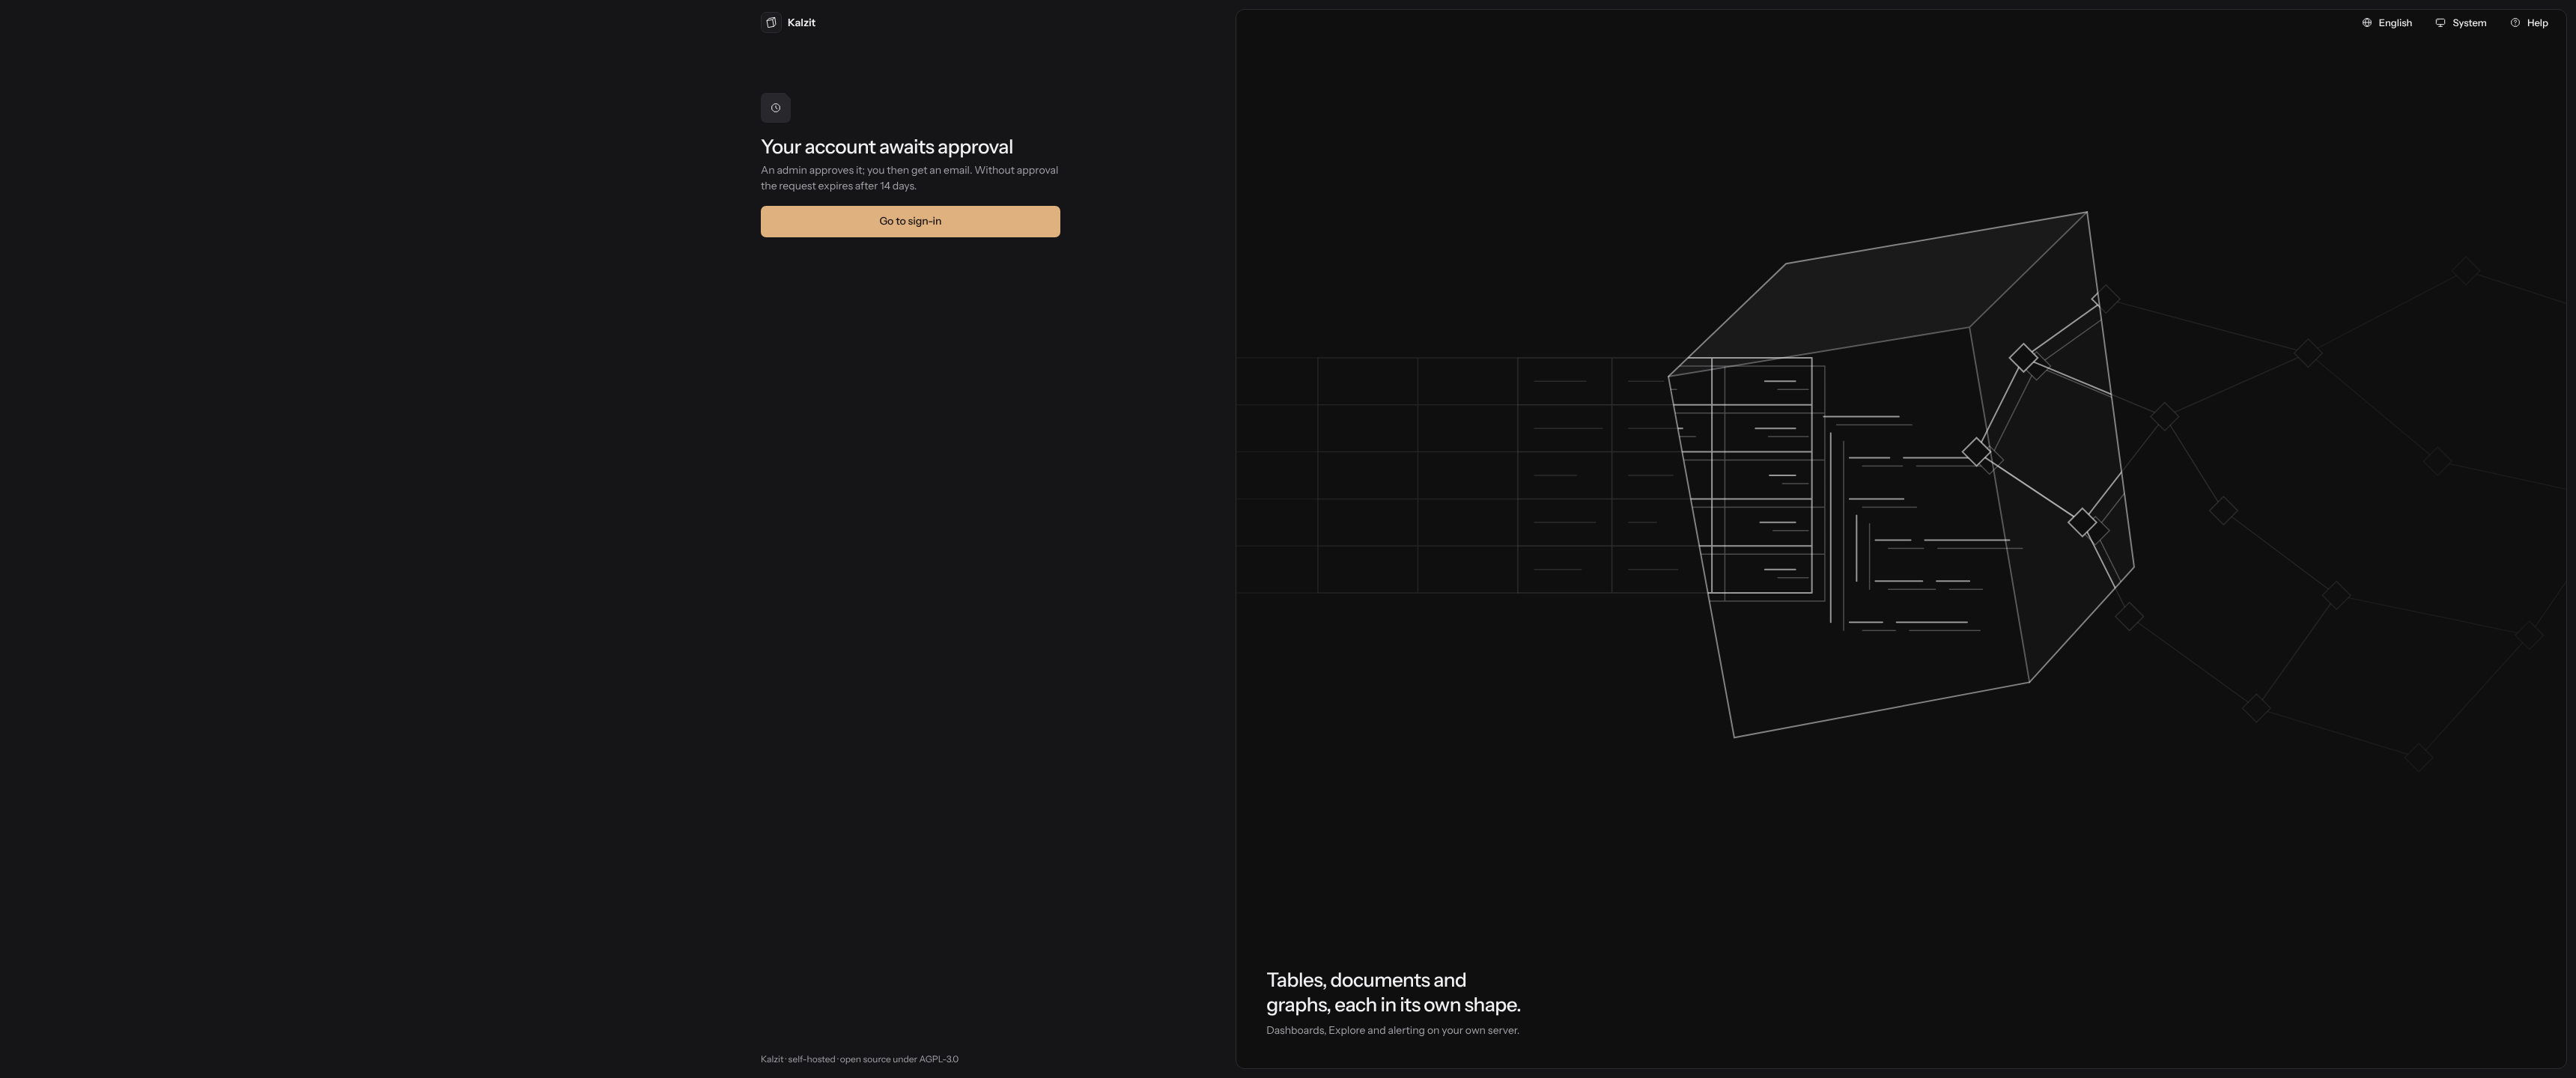 Kalzit
English
System
Help
Your account awaits approval
An admin approves it; you then get an email. Without approval
the request expires after 14 days.
Go to sign-in
Tables, documents and
graphs, each in its own shape.
Dashboards, Explore and alerting on your own server.
Kalzit · self-hosted · open source under AGPL-3.0